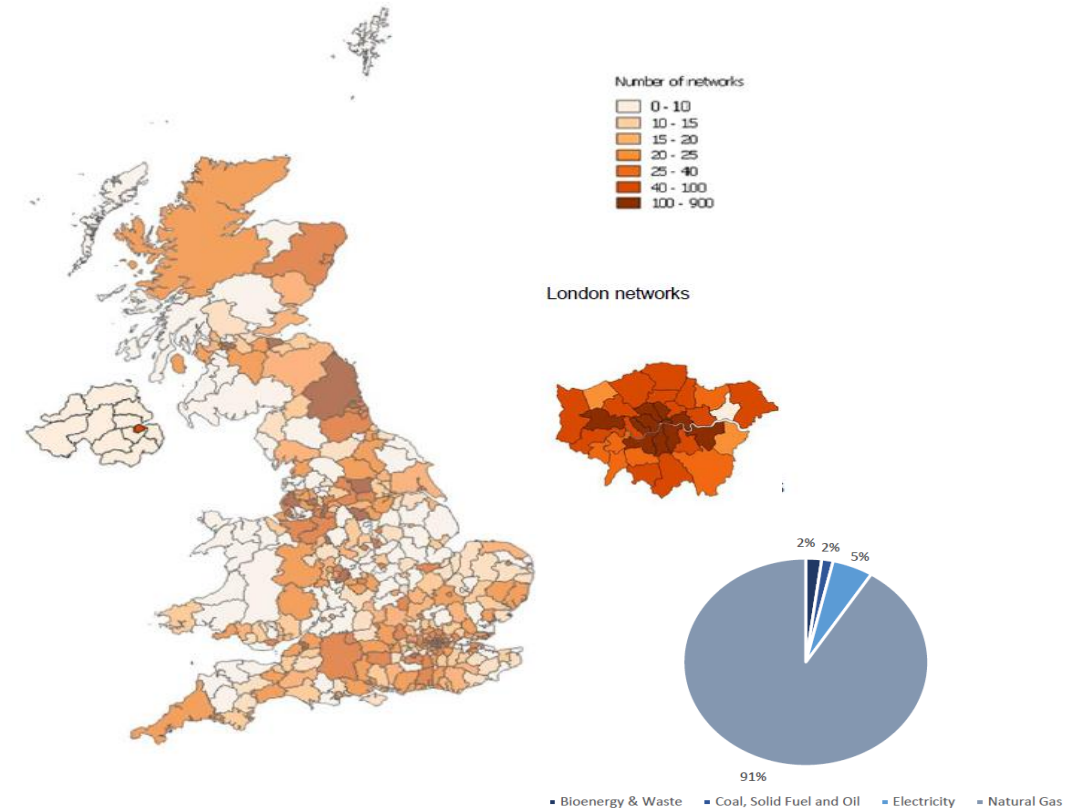 Number of networks
0 - 10
10 - 15
15 - 20
20 - 25
25 - 40
40 - 100
100 - 900
London networks
2% 2% 5%
91%
Bioenergy & Waste Coal, Solid Fuel and Oil Electricity Natural Gas